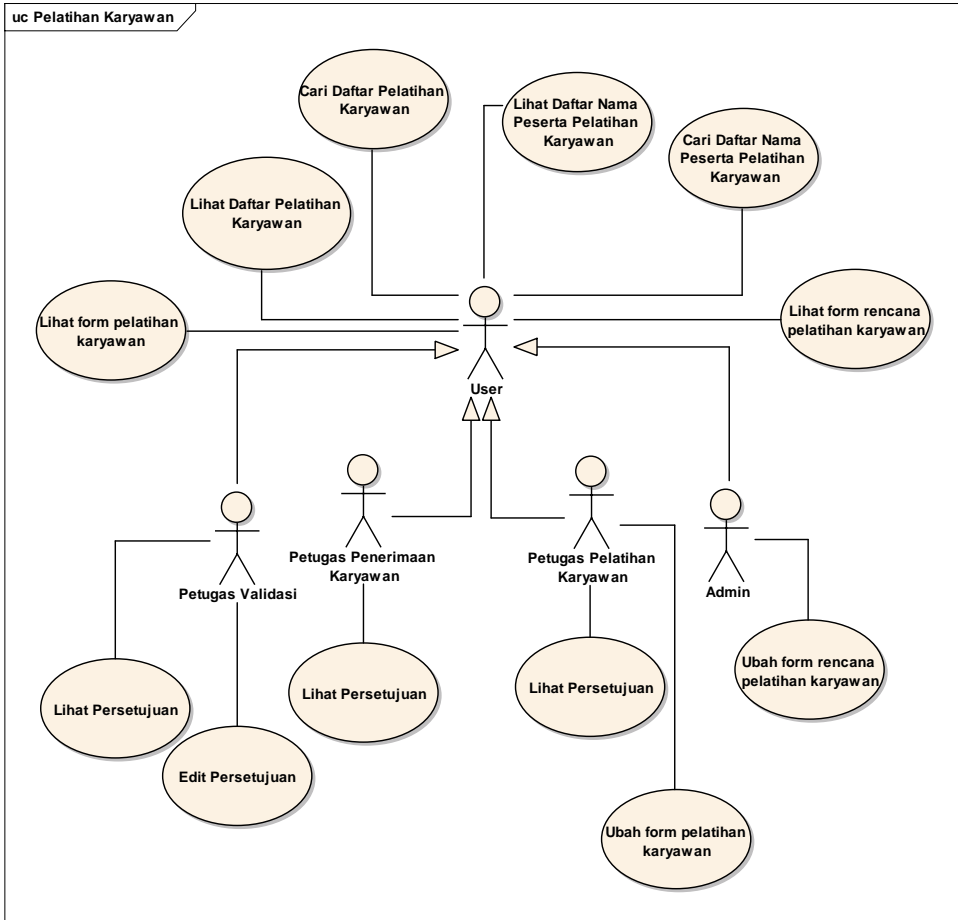 uc Pelatihan Karyawan
Cari Daftar Pelatihan
Karyawan
Lihat Daftar Nama
Peserta Pelatihan
Karyawan
Cari Daftar Nama
Peserta Pelatihan
Karyawan
Lihat Daftar Pelatihan
Karyawan
Lihat form pelatihan
karyawan
Lihat form rencana
pelatihan karyawan
User
Petugas Validasi
Petugas Penerimaan
Karyawan
Petugas Pelatihan
Karyawan
Admin
Lihat Persetujuan
Edit Persetujuan
Lihat Persetujuan
Lihat Persetujuan
Ubah form rencana
pelatihan karyawan
Ubah form pelatihan
karyawan